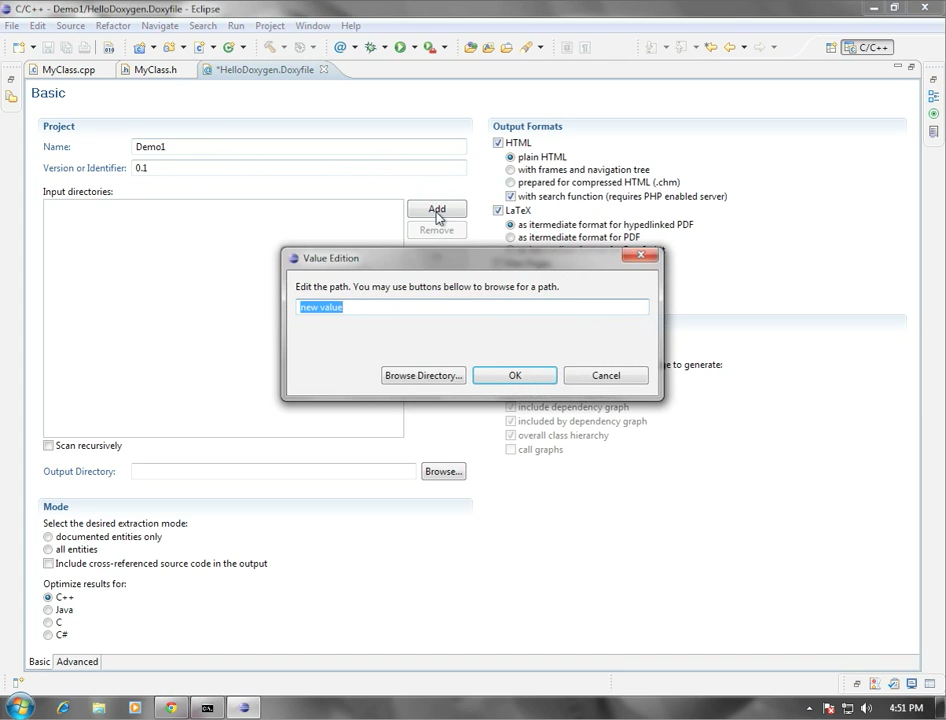 C/C++ - Demo1/HelloDoxygen.Doxyfile - Eclipse
File Edit Source Refactor Navigate Search Run Project Window Help
C/C++
MyClass.cpp MyClass.h *HelloDoxygen.Doxyfile
Basic
Project
Name: Demo1
Version or Identifier: 0.1
Input directories:
Add
Remove
Output Formats
HTML
plain HTML
with frames and navigation tree
prepared for compressed HTML (.chm)
with search function (requires PHP enabled server)
LaTeX
as itermediate format for hypedlinked PDF
as itermediate format for PDF
Value Edition
Edit the path. You may use buttons bellow to browse for a path.
new value
Browse Directory... OK Cancel
ge to generate:
include dependency graph
included by dependency graph
overall class hierarchy
call graphs
Scan recursively
Output Directory: Browse...
Mode
Select the desired extraction mode:
documented entities only
all entities
Include cross-referenced source code in the output
Optimize results for:
C++
Java
C
C#
Basic Advanced
4:51 PM